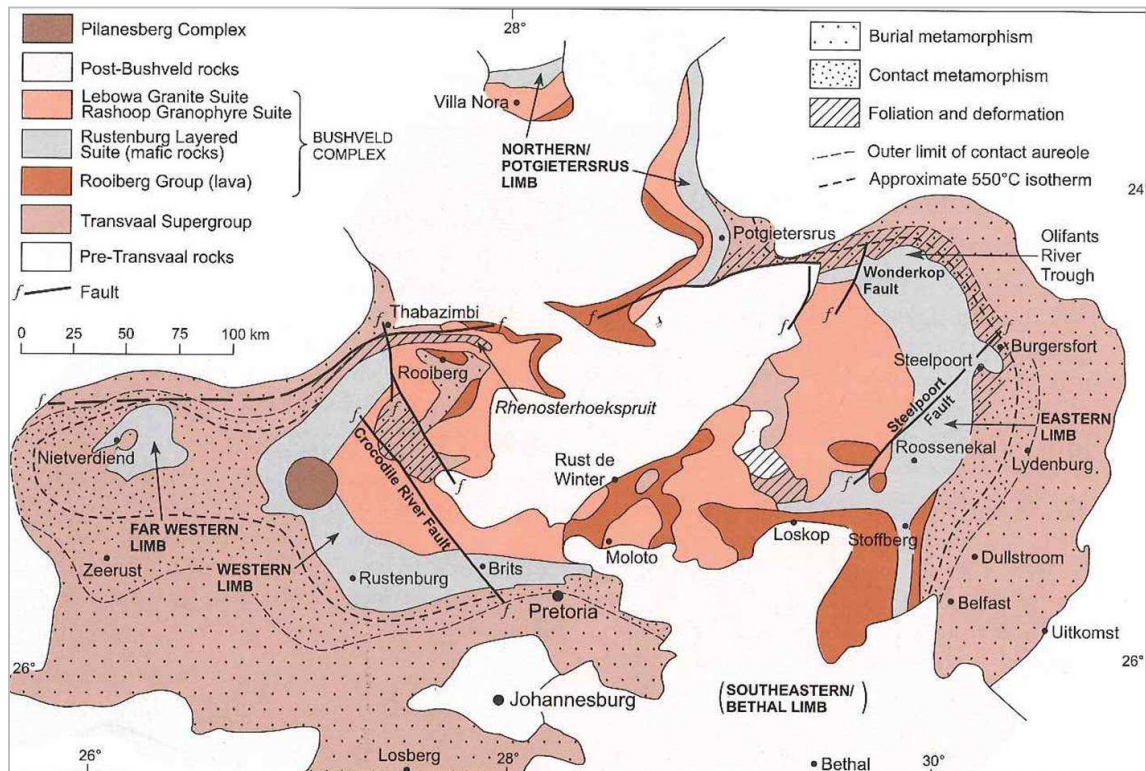 Pilanesberg Complex
Post-Bushveld rocks
Lebowa Granite Suite
Rashoop Granophyre Suite
Rustenburg Layered
Suite (mafic rocks)
Rooiberg Group (lava)
BUSHVELD
COMPLEX
Transvaal Supergroup
Pre-Transvaal rocks
f Fault
0 25 50 75 100 km
28°
Burial metamorphism
Contact metamorphism
Foliation and deformation
Outer limit of contact aureole
Approximate 550°C isotherm
24
Villa Nora
NORTHERN/
POTGIETERSRUS
LIMB
Potgietersrus
Olifants
River
Trough
Wonderkop
Fault
f
f
f
Thabazimbi
f
f
Rooiberg
Rhenosterhoekspruit
f
f
f
f
Crocodile River Fault
f
f
Nietverdiend
FAR WESTERN
LIMB
Zeerust
WESTERN
LIMB
Rustenburg
Brits
Pretoria
Rust de
Winter
Moloto
Loskop
Stoffberg
Steelpoort
Steelpoort
Fault
f
f
Burgersfort
EASTERN
LIMB
Roossenekal
Lydenburg
Dullstroom
Belfast
Uitkomst
26°
26°
Johannesburg
(SOUTHEASTERN/
BETHAL LIMB)
Losberg
26°
28°
30°
Bethal